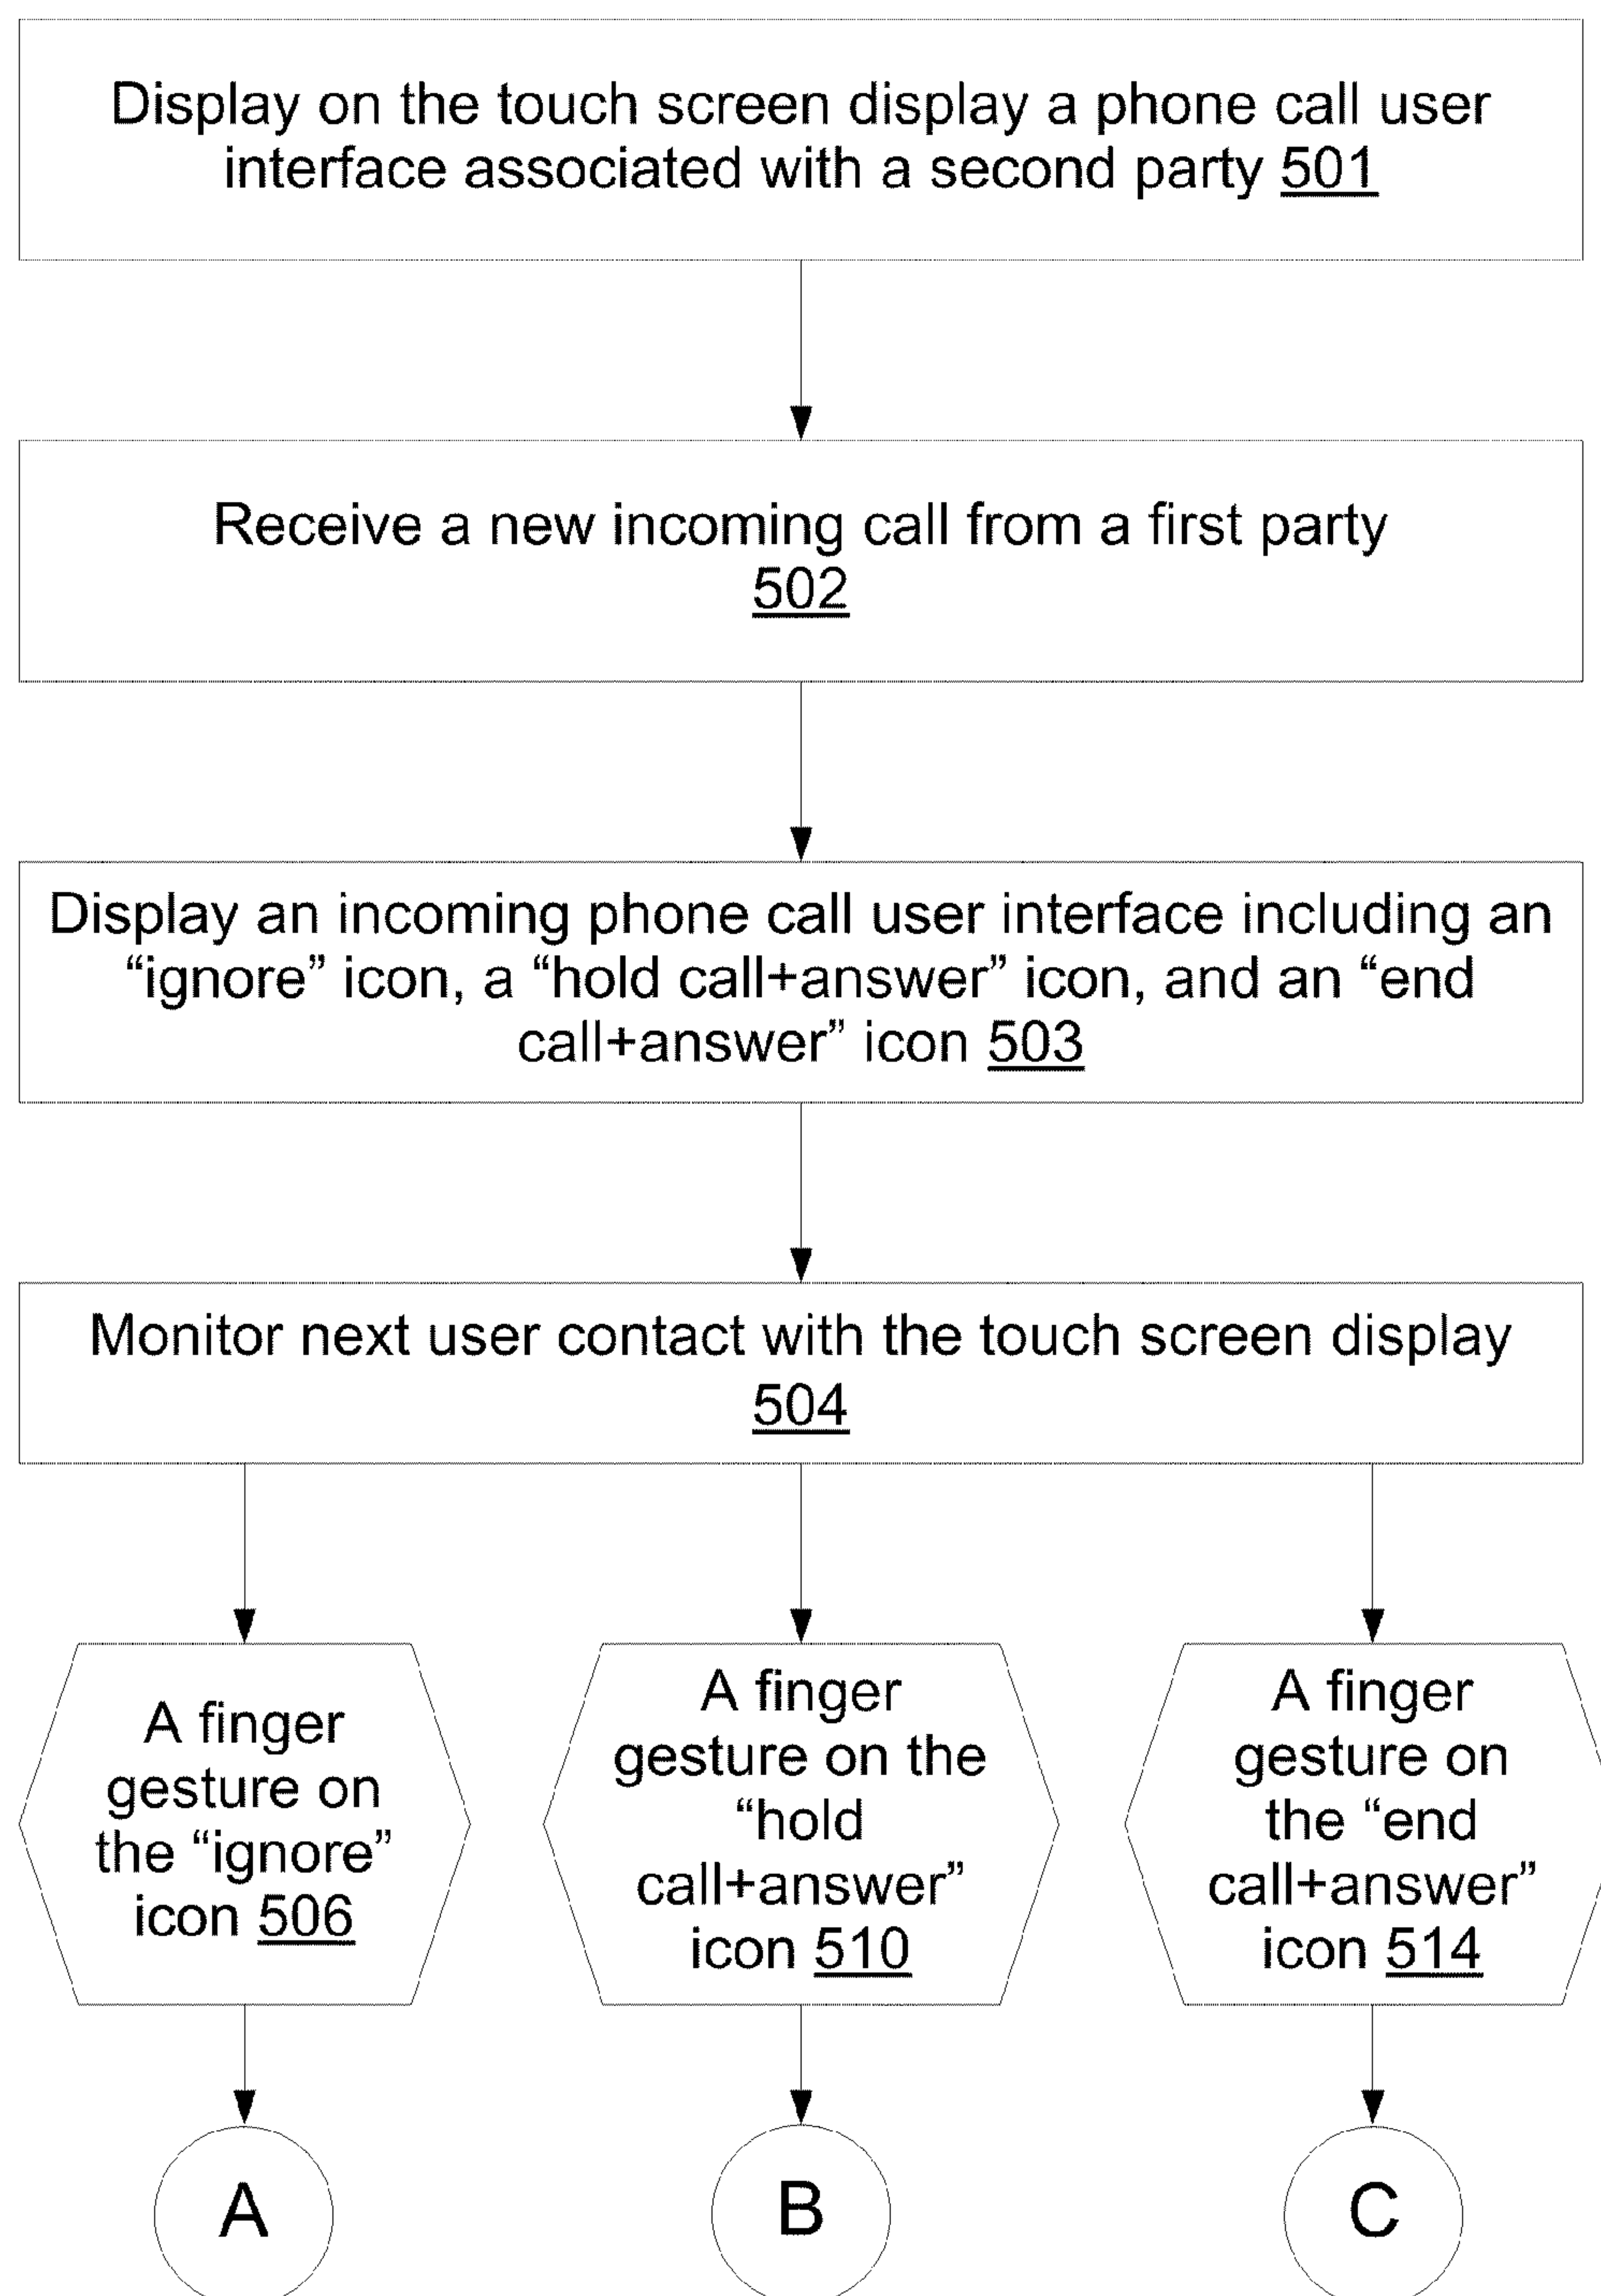 Display on the touch screen display a phone call user
interface associated with a second party 501
Receive a new incoming call from a first party
502
Display an incoming phone call user interface including an
“ignore” icon, a “hold call+answer” icon, and an “end
call+answer” icon 503
Monitor next user contact with the touch screen display
504
A finger
gesture on
the “ignore”
icon 506
A finger
gesture on the
“hold
call+answer”
icon 510
A finger
gesture on
the “end
call+answer”
icon 514
A
B
C